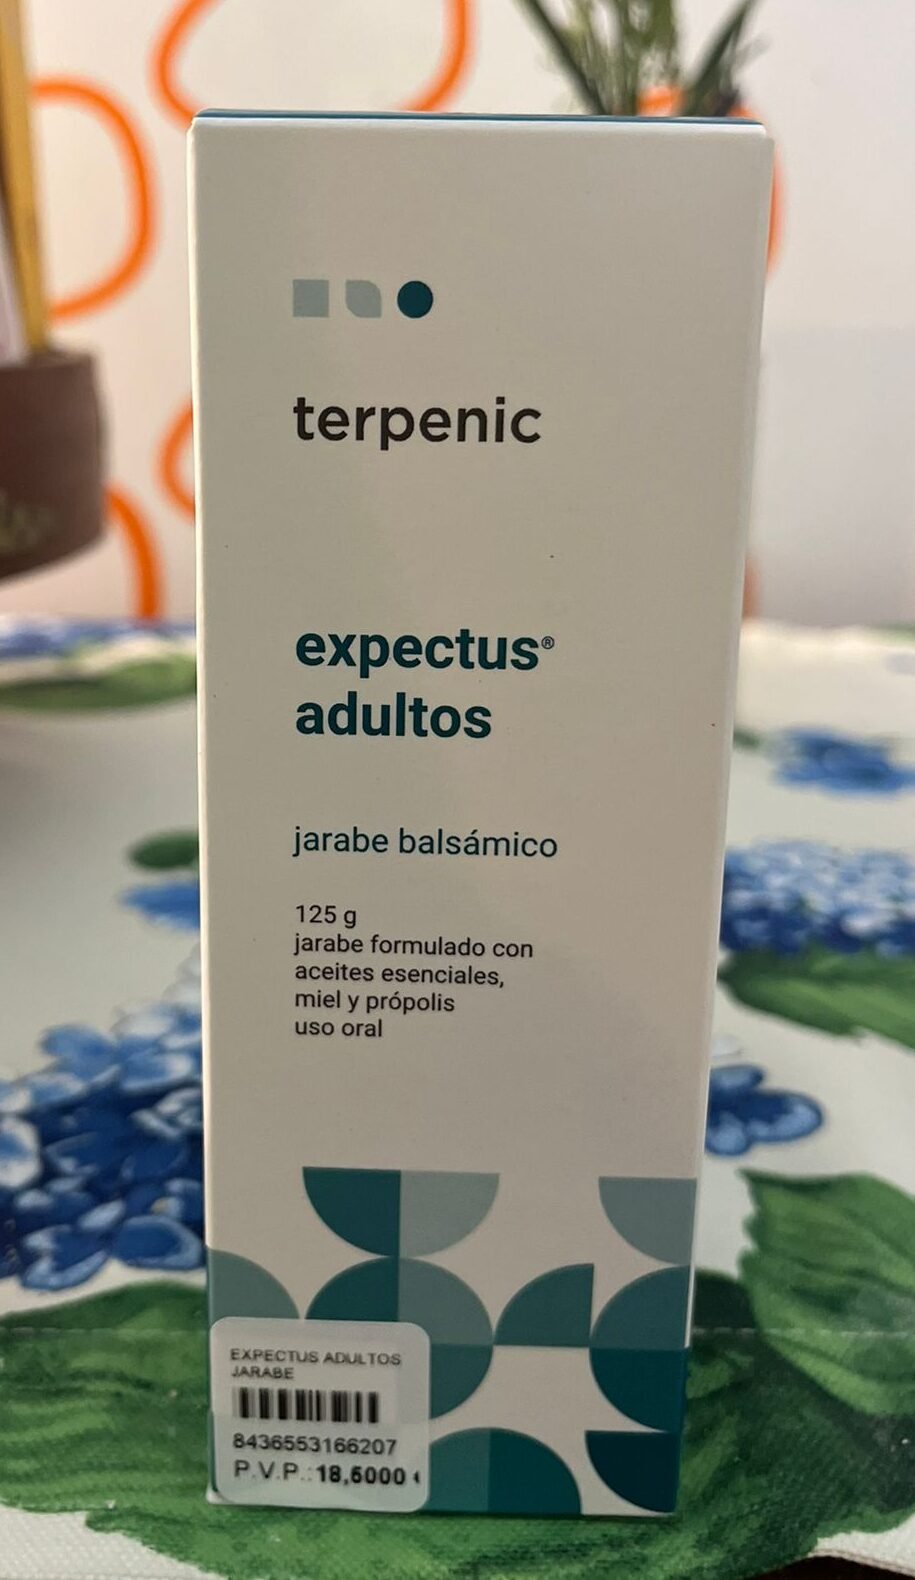 terpenic
expectus®
adultos
jarabe balsámico
125 g
jarabe formulado con
aceites esenciales,
miel y própolis
uso oral
EXPECTUS ADULTOS
JARABE
8436553166207
P.V.P.:18,5000 €